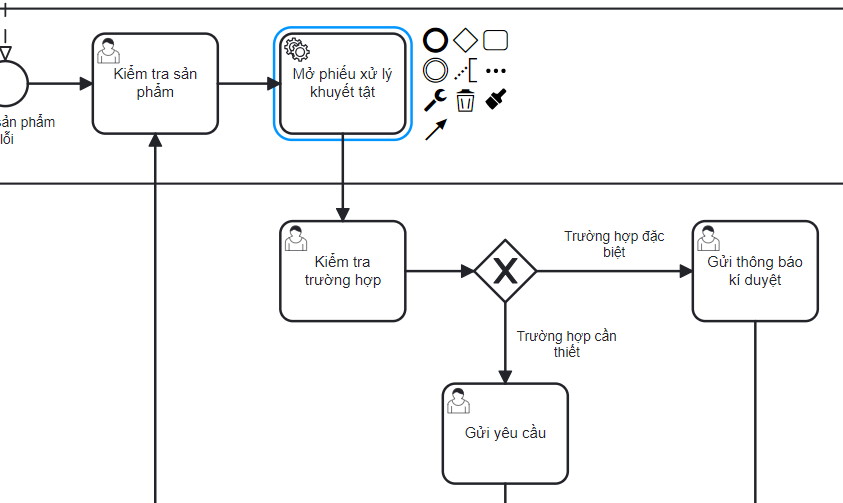 Kiểm tra sản
phẩm
Mở phiếu xử lý
khuyết tật
sản phẩm
lỗi
Kiểm tra
trường hợp
Trường hợp đặc
biệt
Gửi thông báo
kí duyệt
Trường hợp cần
thiết
Gửi yêu cầu